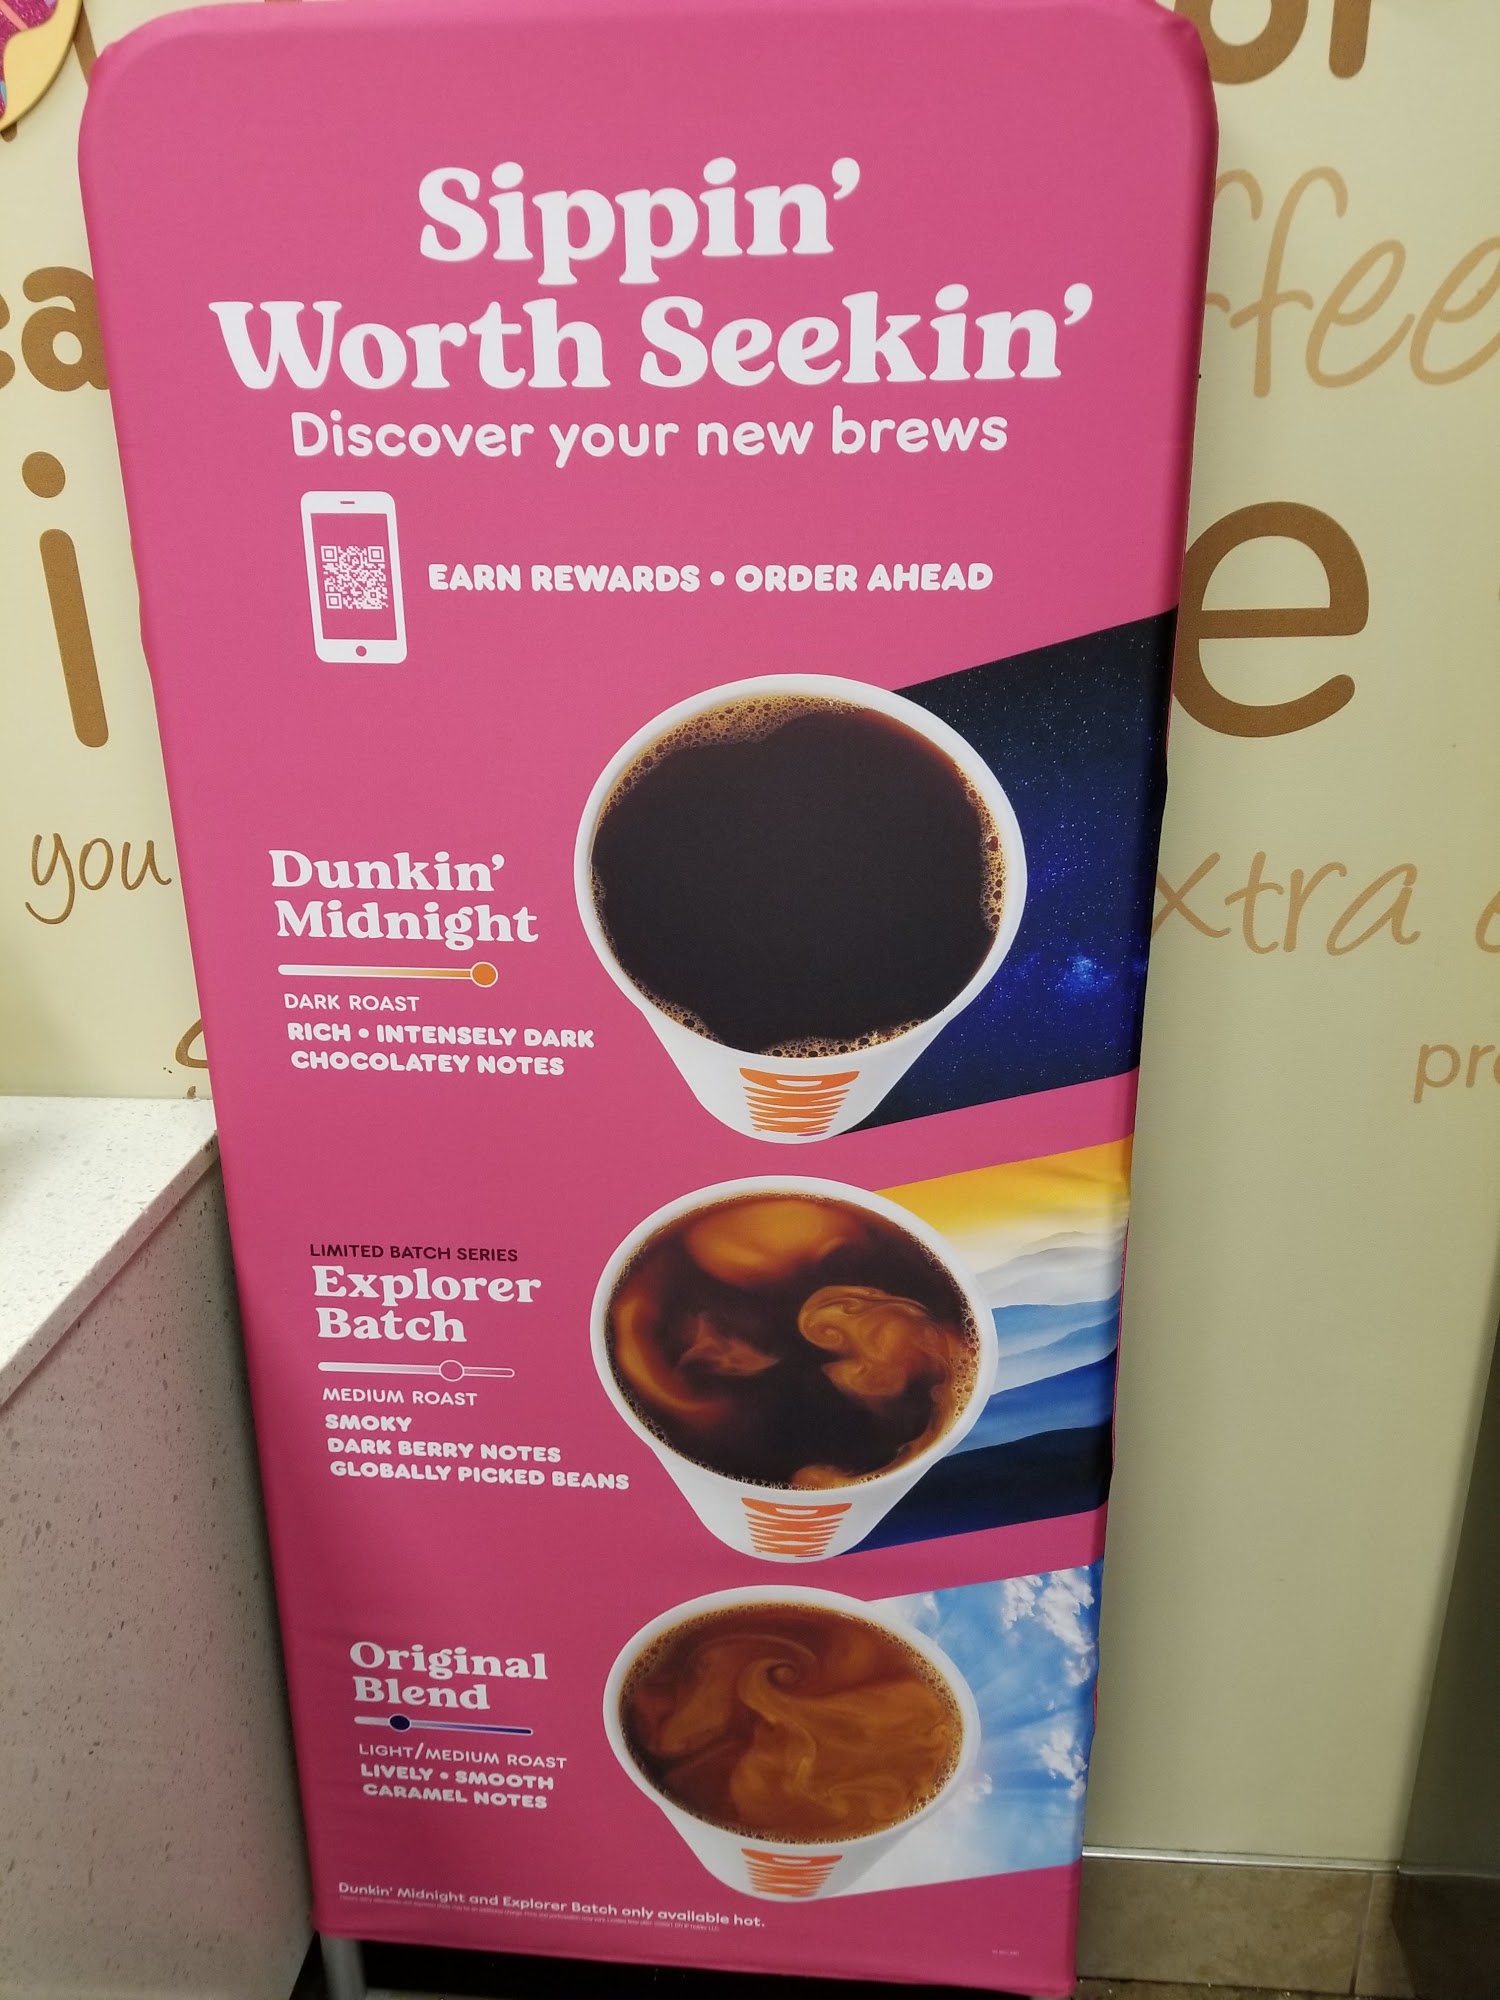 Sippin'
Worth Seekin'
Discover your new brews
EARN REWARDS • ORDER AHEAD
Dunkin'
Midnight
DARK ROAST
RICH • INTENSELY DARK
CHOCOLATEY NOTES
LIMITED BATCH SERIES
Explorer
Batch
MEDIUM ROAST
SMOKY
DARK BERRY NOTES
GLOBALLY PICKED BEANS
Original
Blend
LIGHT/MEDIUM ROAST
LIVELY • SMOOTH
CARAMEL NOTES
Dunkin' Midnight and Explorer Batch only available hot.
ffee
you
xtra